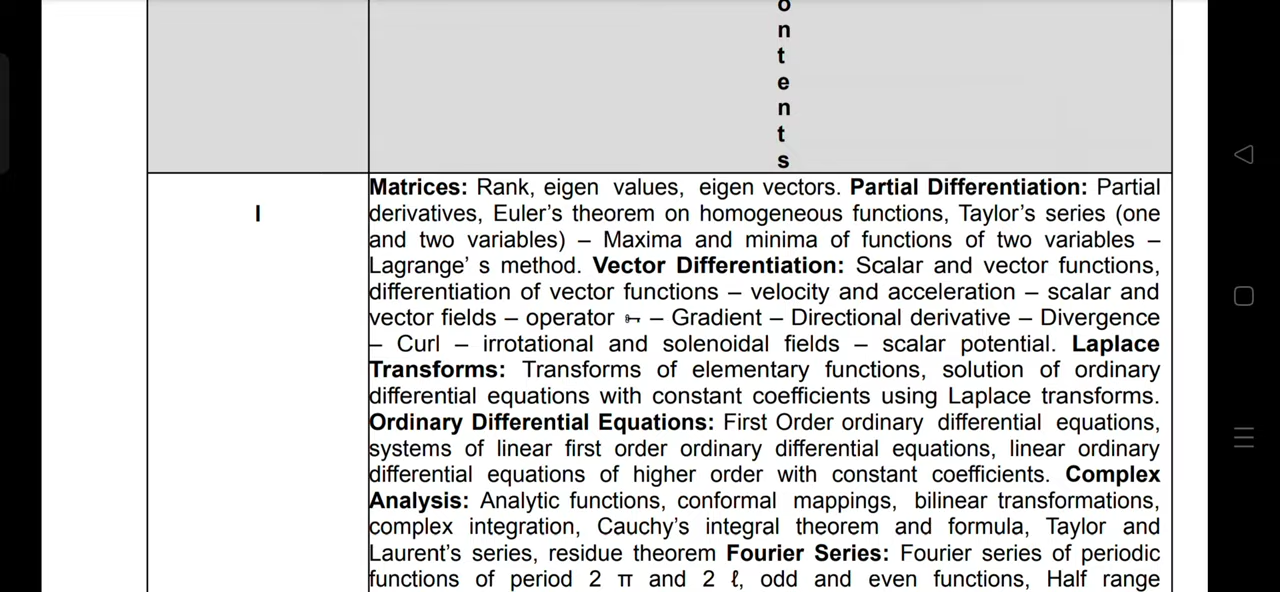 o
n
t
e
n
t
s
I
Matrices: Rank, eigen values, eigen vectors. Partial Differentiation: Partial
derivatives, Euler’s theorem on homogeneous functions, Taylor’s series (one
and two variables) – Maxima and minima of functions of two variables –
Lagrange’ s method. Vector Differentiation: Scalar and vector functions,
differentiation of vector functions – velocity and acceleration – scalar and
vector fields – operator – Gradient – Directional derivative – Divergence
– Curl – irrotational and solenoidal fields – scalar potential. Laplace
Transforms: Transforms of elementary functions, solution of ordinary
differential equations with constant coefficients using Laplace transforms.
Ordinary Differential Equations: First Order ordinary differential equations,
systems of linear first order ordinary differential equations, linear ordinary
differential equations of higher order with constant coefficients. Complex
Analysis: Analytic functions, conformal mappings, bilinear transformations,
complex integration, Cauchy’s integral theorem and formula, Taylor and
Laurent’s series, residue theorem Fourier Series: Fourier series of periodic
functions of period 2 π and 2 ℓ, odd and even functions, Half range